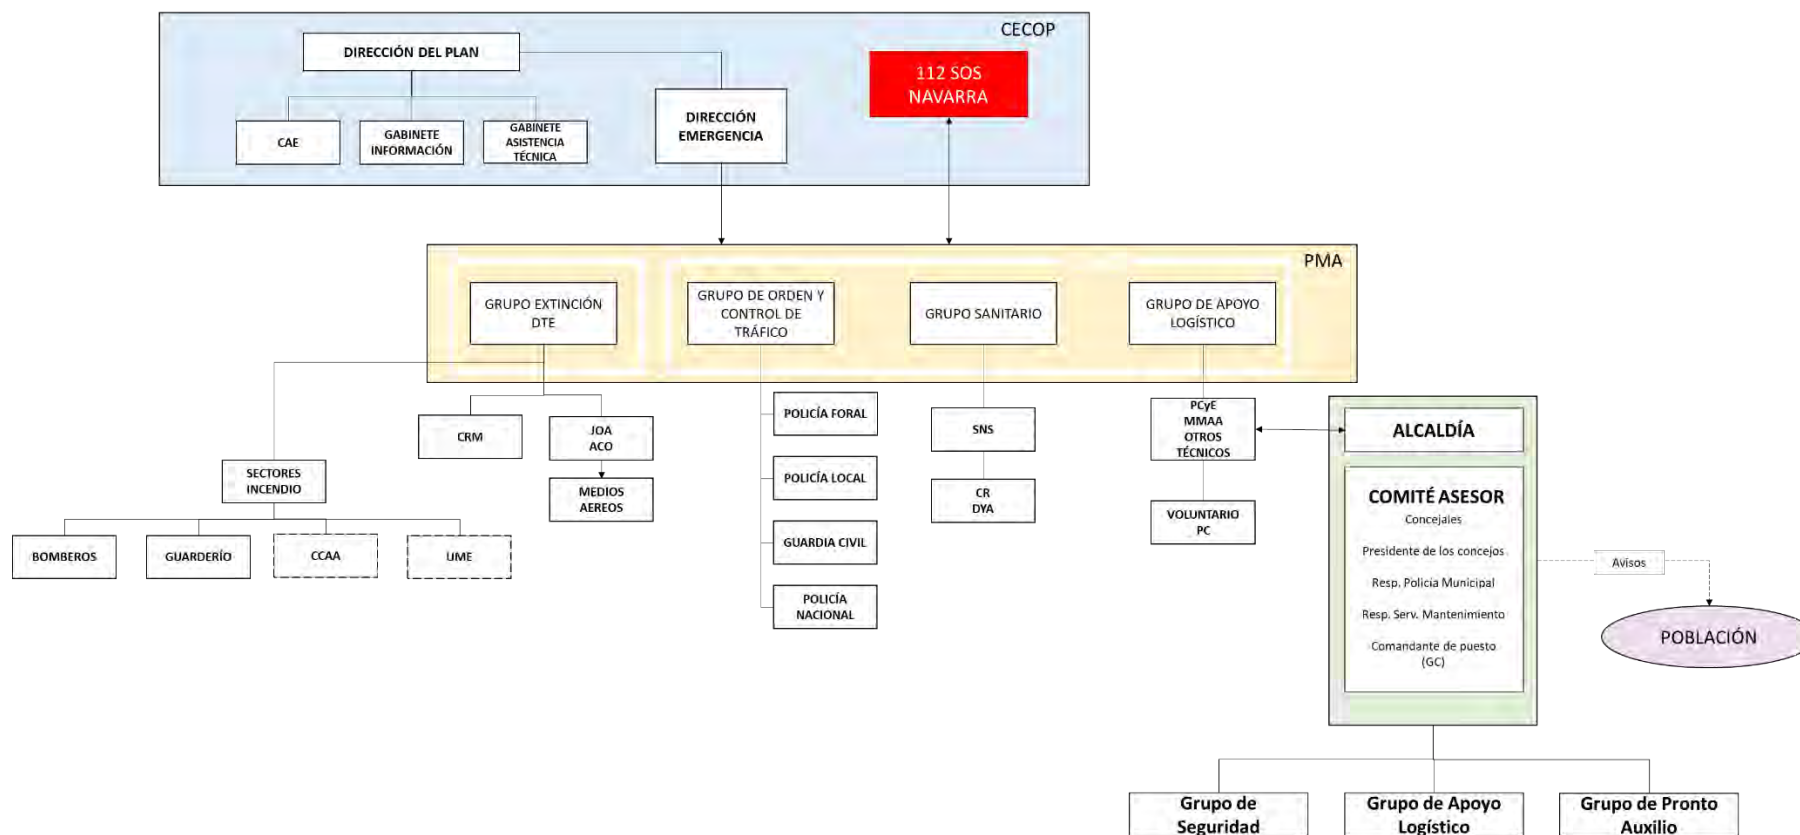 CECOP
DIRECCIÓN DEL PLAN
112 SOS
NAVARRA
DIRECCIÓN
EMERGENCIA
CAE
GABINETE
INFORMACIÓN
GABINETE
ASISTENCIA
TÉCNICA
PMA
GRUPO EXTINCIÓN
DTE
GRUPO DE ORDEN Y
CONTROL DE
TRÁFICO
GRUPO SANITARIO
GRUPO DE APOYO
LOGÍSTICO
CRM
JOA
ACO
MEDIOS
AEREOS
SECTORES
INCENDIO
BOMBEROS
GUARDERÍO
CCAA
UME
POLICÍA FORAL
POLICÍA LOCAL
GUARDIA CIVIL
POLICÍA
NACIONAL
SNS
CR
DYA
PCyE
MMAA
OTROS
TÉCNICOS
VOLUNTARIO
PC
ALCALDÍA
COMITÉ ASESOR
Concejales
Presidente de los concejos
Resp. Policía Municipal
Resp. Serv. Mantenimiento
Comandante de puesto
(GC)
Avisos
POBLACIÓN
Grupo de
Seguridad
Grupo de Apoyo
Logístico
Grupo de Pronto
Auxilio